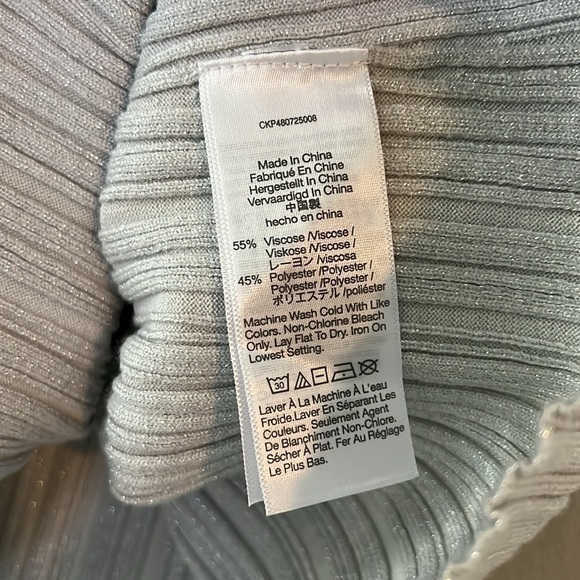 CKP480725008
Made In China
Fabriqué En Chine
Hergestellt In China
Vervaardigd In China
中国製
hecho en china
55% Viscose /Viscose /
Viskose /Viscose /
レーヨン /viscosa
45% Polyester /Polyester /
Polyester /Polyester /
ポリエステル /poliéster
Machine Wash Cold With Like
Colors. Non-Chlorine Bleach
Only. Lay Flat To Dry. Iron On
Lowest Setting.
30
Laver À La Machine À L'eau
Froide.Laver En Séparant Les
Couleurs. Seulement Agent
De Blanchiment Non-Chlore.
Sécher À Plat. Fer Au Réglage
Le Plus Bas.